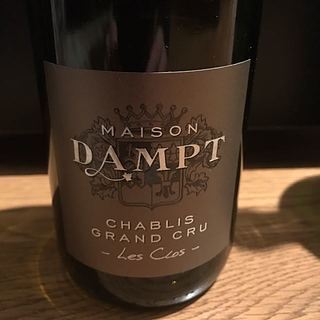 MAISON
DAMPT
CHABLIS
GRAND CRU
- Les Clos -